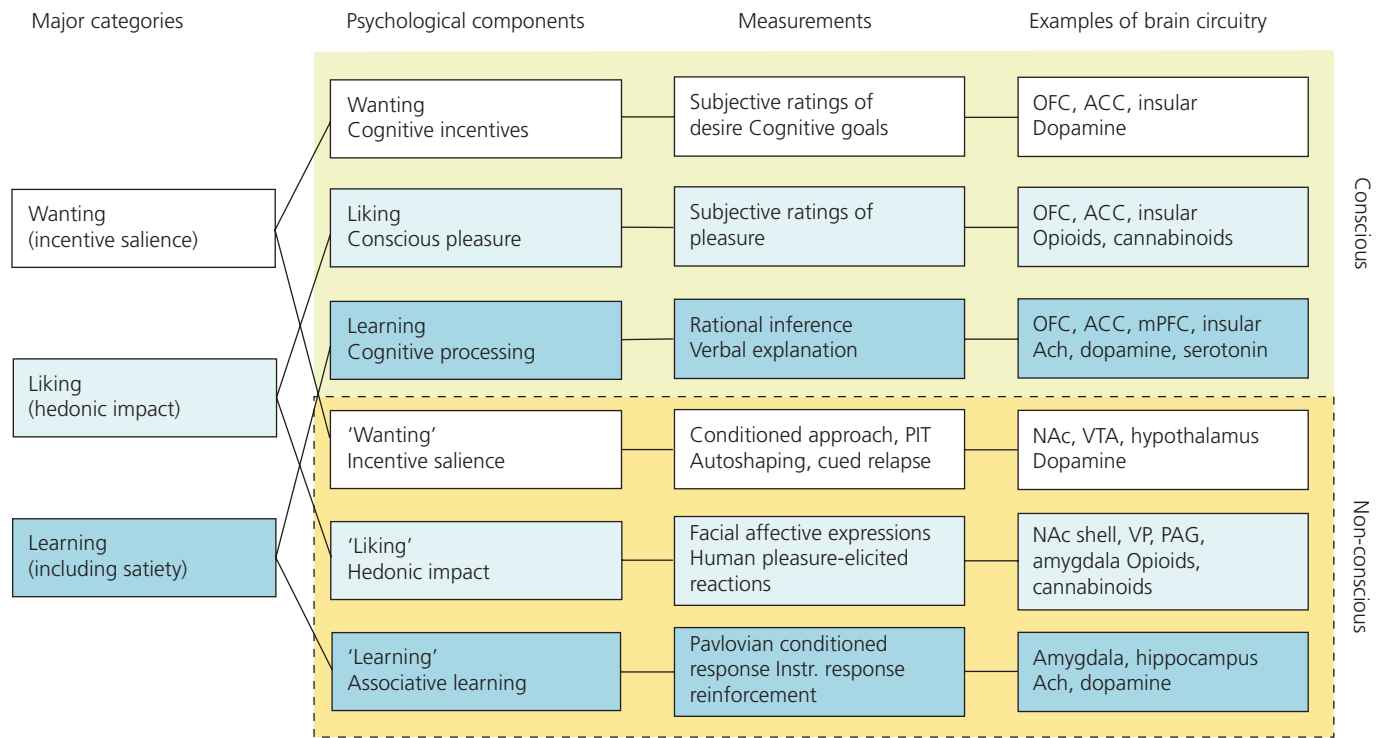 Major categories
Psychological components
Measurements
Examples of brain circuitry
Wanting
(incentive salience)
Liking
(hedonic impact)
Learning
(including satiety)
Wanting
Cognitive incentives
Subjective ratings of
desire Cognitive goals
OFC, ACC, insular
Dopamine
Liking
Conscious pleasure
Subjective ratings of
pleasure
OFC, ACC, insular
Opioids, cannabinoids
Learning
Cognitive processing
Rational inference
Verbal explanation
OFC, ACC, mPFC, insular
Ach, dopamine, serotonin
Conscious
‘Wanting’
Incentive salience
Conditioned approach, PIT
Autoshaping, cued relapse
NAc, VTA, hypothalamus
Dopamine
‘Liking’
Hedonic impact
Facial affective expressions
Human pleasure-elicited
reactions
NAc shell, VP, PAG,
amygdala Opioids,
cannabinoids
‘Learning’
Associative learning
Pavlovian conditioned
response Instr. response
reinforcement
Amygdala, hippocampus
Ach, dopamine
Non-conscious